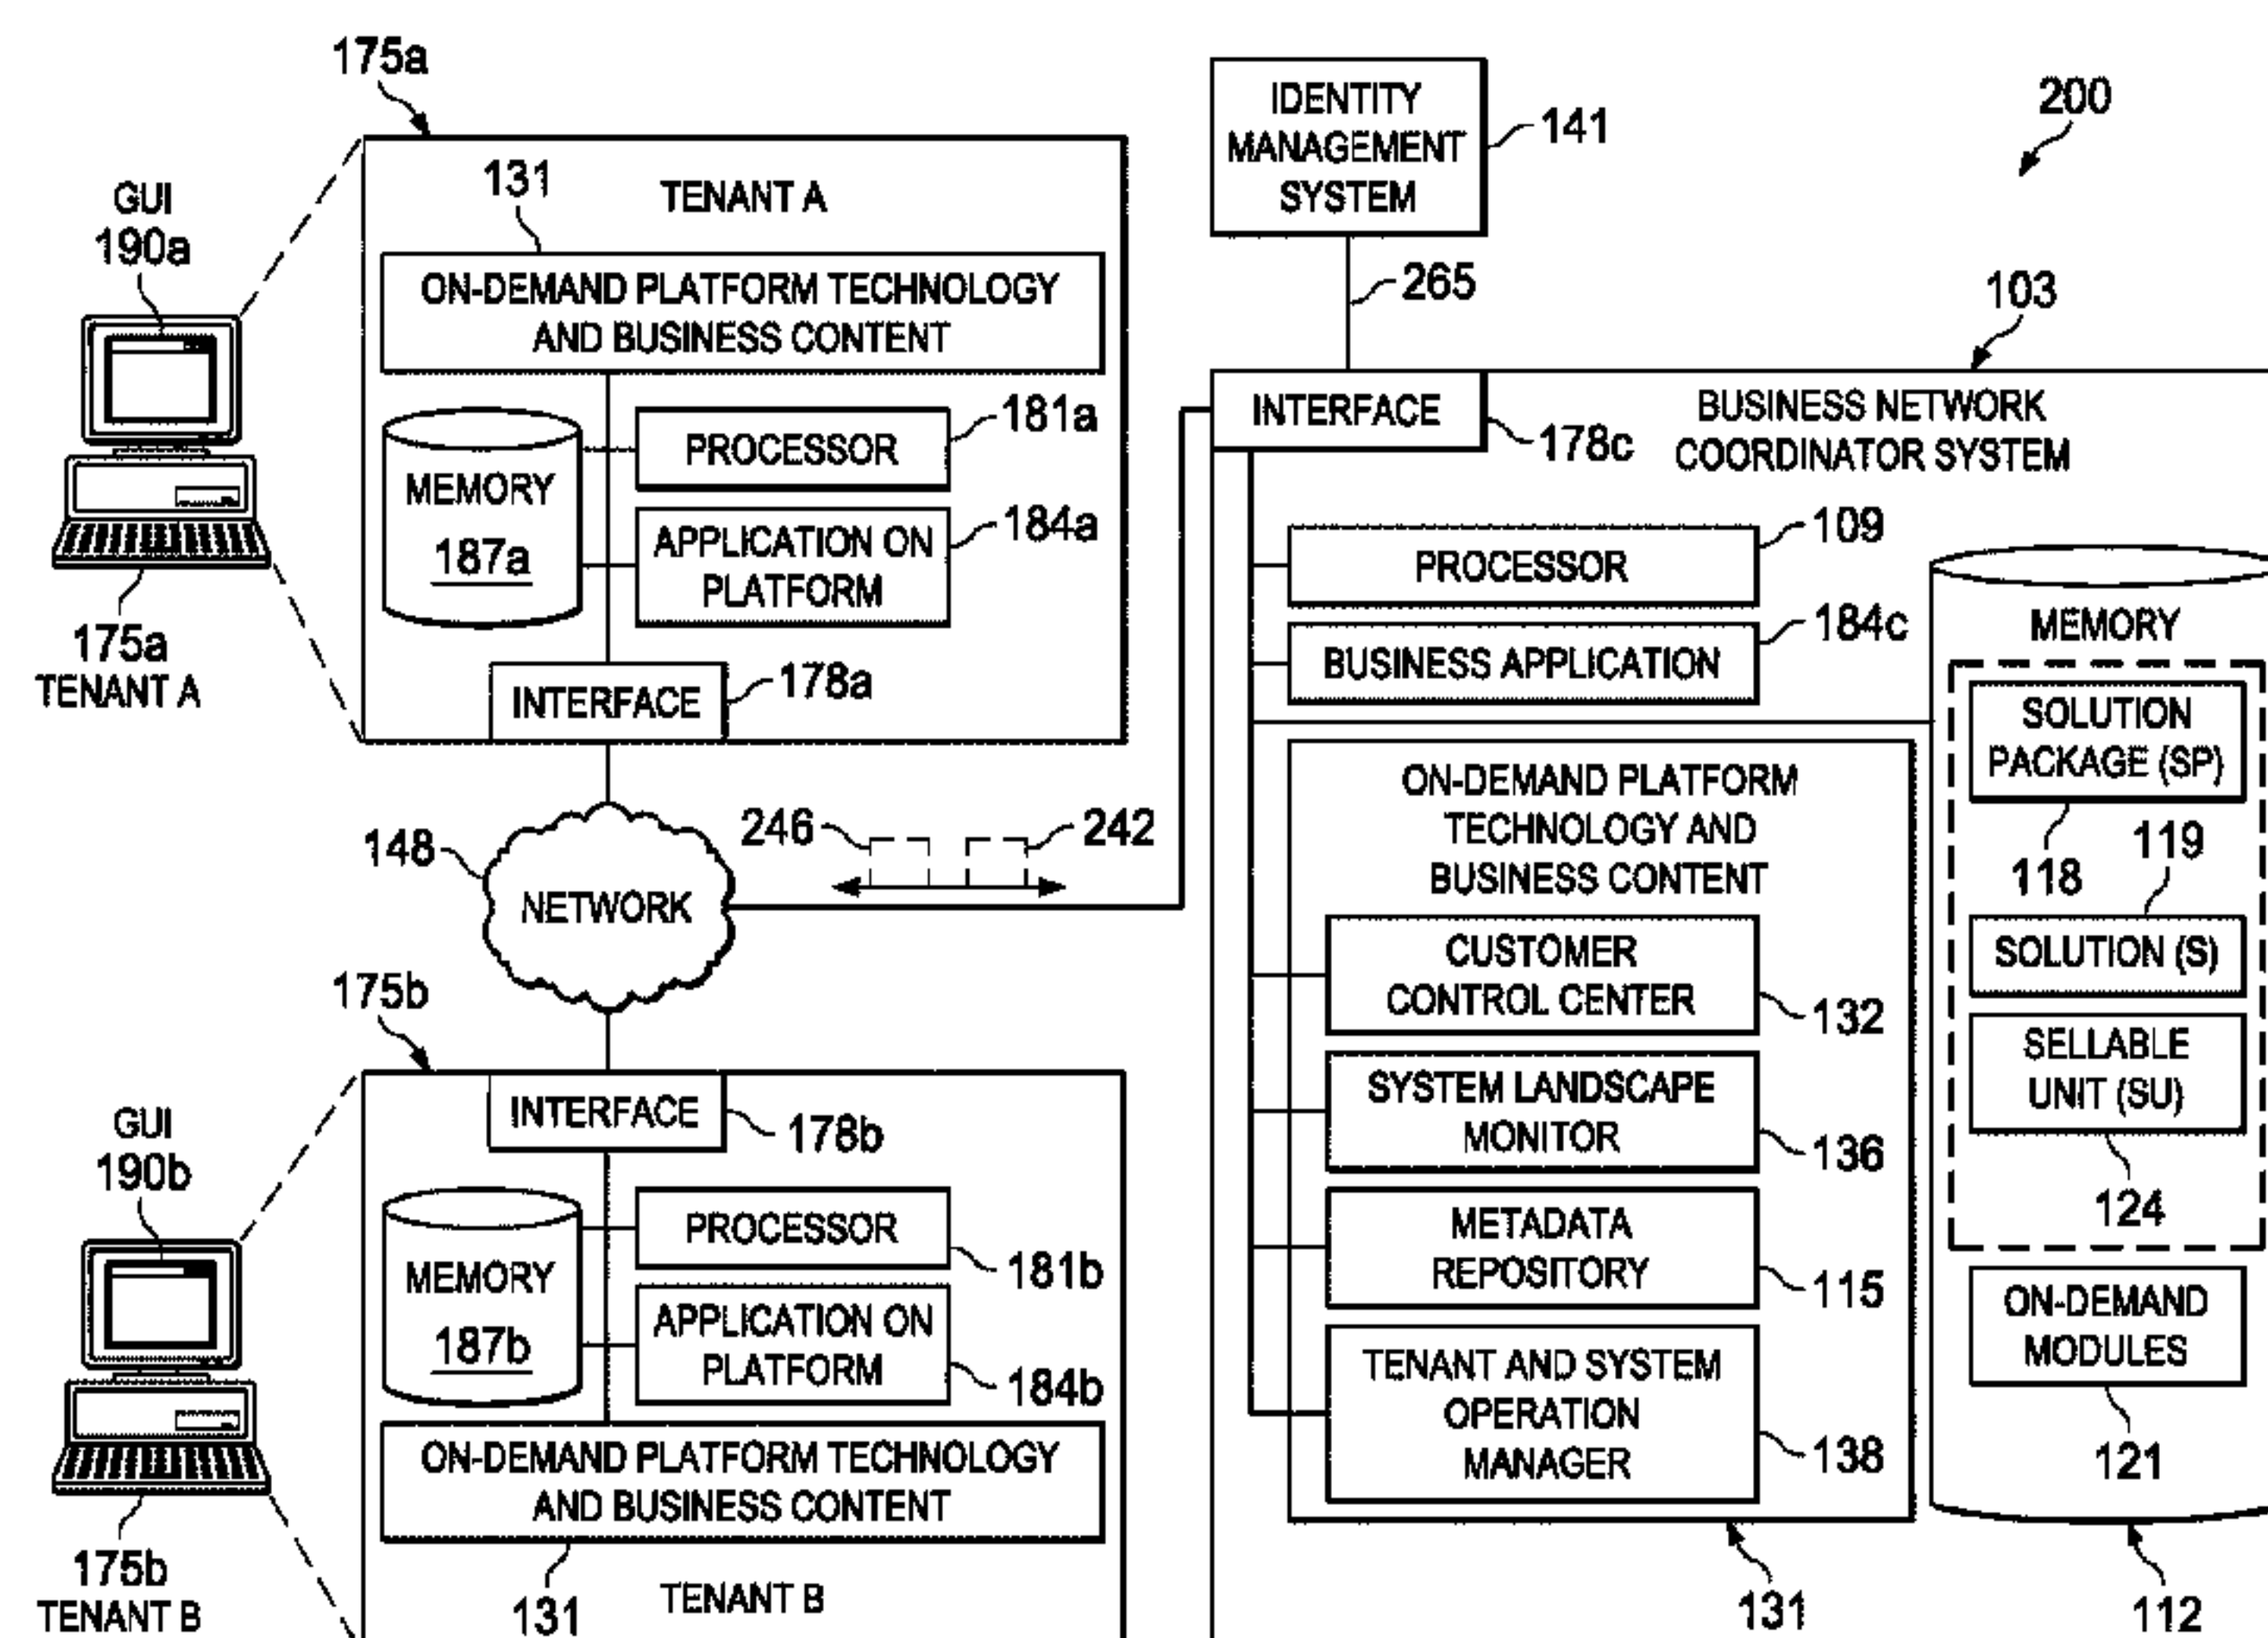 175a
GUI
190a
175a
TENANT A
131
TENANT A
ON-DEMAND PLATFORM TECHNOLOGY
AND BUSINESS CONTENT
MEMORY
187a
PROCESSOR
181a
APPLICATION ON
PLATFORM
184a
INTERFACE
178a
148
NETWORK
246
242
175b
GUI
190b
175b
TENANT B
INTERFACE
178b
MEMORY
187b
PROCESSOR
181b
APPLICATION ON
PLATFORM
184b
ON-DEMAND PLATFORM TECHNOLOGY
AND BUSINESS CONTENT
131
TENANT B
IDENTITY
MANAGEMENT
SYSTEM
141
200
265
103
INTERFACE
178c
BUSINESS NETWORK
COORDINATOR SYSTEM
PROCESSOR
109
BUSINESS APPLICATION
184c
ON-DEMAND PLATFORM
TECHNOLOGY AND
BUSINESS CONTENT
CUSTOMER
CONTROL CENTER
132
SYSTEM LANDSCAPE
MONITOR
136
METADATA
REPOSITORY
115
TENANT AND SYSTEM
OPERATION
MANAGER
138
131
MEMORY
SOLUTION
PACKAGE (SP)
118
119
SOLUTION (S)
SELLABLE
UNIT (SU)
124
ON-DEMAND
MODULES
121
112